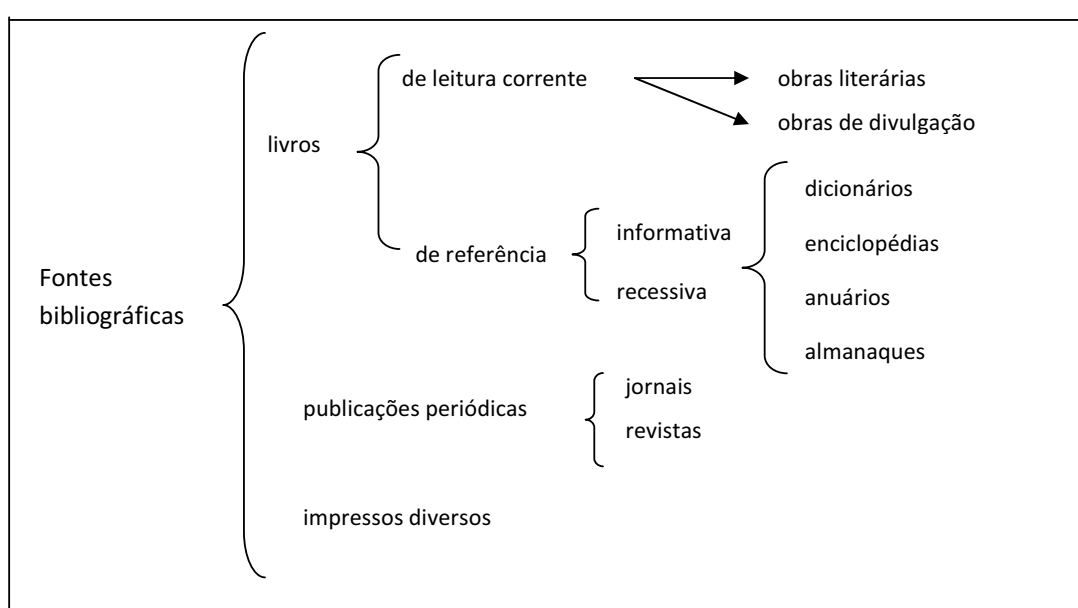 Fontes
bibliográficas
livros
de leitura corrente
obras literárias
obras de divulgação
de referência
informativa
recessiva
dicionários
enciclopédias
anuários
almanaques
publicações periódicas
jornais
revistas
impressos diversos